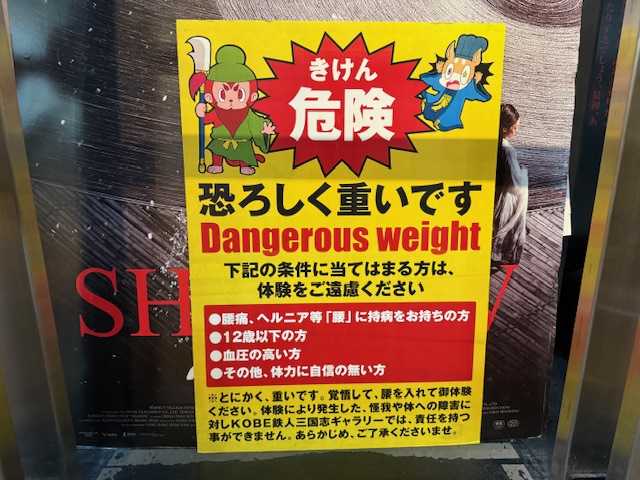 きけん
危険
恐ろしく重いです
Dangerous weight
下記の条件に当てはまる方は、
体験をご遠慮ください
●腰痛、ヘルニア等「腰」に持病をお持ちの方
●12歳以下の方
●血圧の高い方
●その他、体力に自信の無い方
※とにかく、重いです。覚悟して、腰を入れて御体験
ください。体験により発生した、怪我や体への障害に
対しKOBE鉄人三国志ギャラリーでは、責任を持つ
事ができません。あらかじめ、ご了承くださいませ。
SH
W